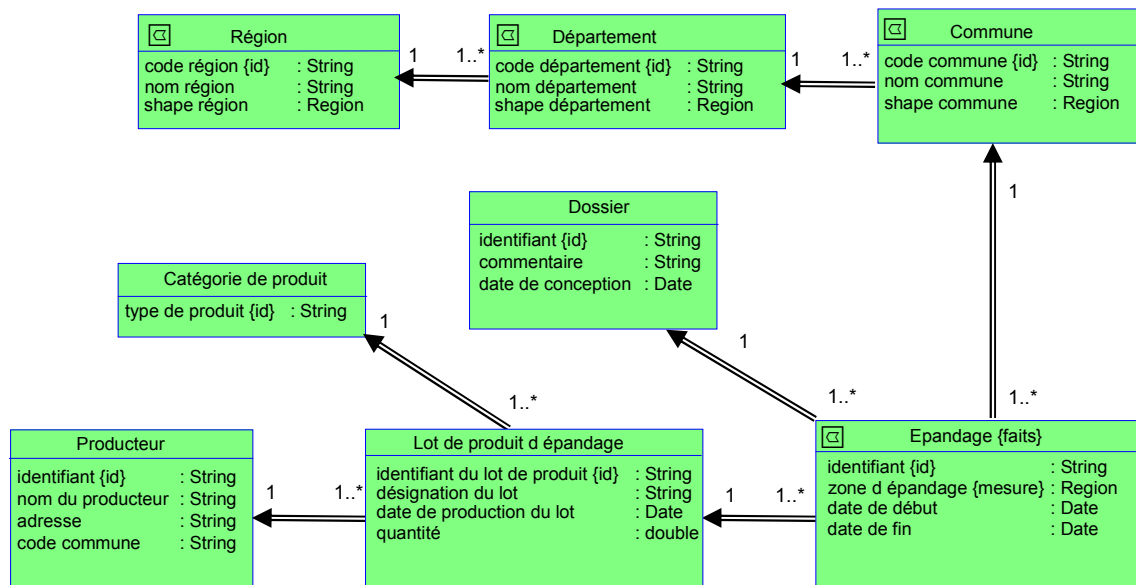 Région
code région {id} : String
nom région : String
shape région : Region
1
1..*
Département
code département {id} : String
nom département : String
shape département : Region
1
1..*
Commune
code commune {id} : String
nom commune : String
shape commune : Region
1
1..*
Dossier
identifiant {id} : String
commentaire : String
date de conception : Date
1
1..*
Catégorie de produit
type de produit {id} : String
1
1..*
Producteur
identifiant {id} : String
nom du producteur : String
adresse : String
code commune : String
1
1..*
Lot de produit d épandage
identifiant du lot de produit {id} : String
désignation du lot : String
date de production du lot : Date
quantité : double
1
1..*
Epandage {faits}
identifiant {id} : String
zone d épandage {mesure} : Region
date de début : Date
date de fin : Date